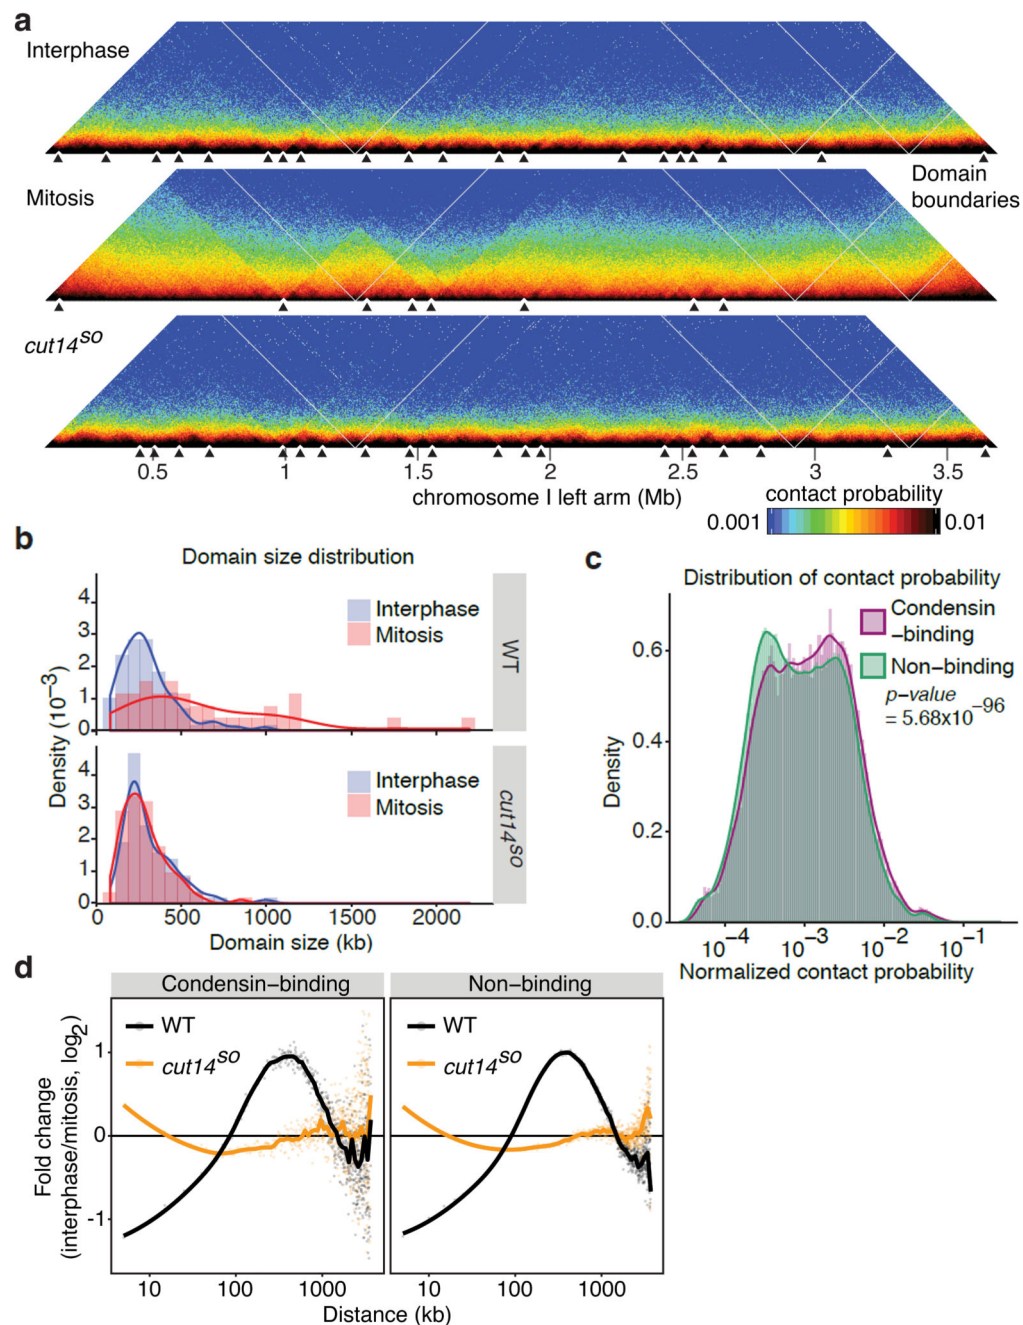 a
Interphase
Mitosis
Domain
boundaries
cut14SO
0.5 1 1.5 2 2.5 3 3.5
chromosome I left arm (Mb)
contact probability
0.001 0.01
b
Domain size distribution
Density (10−3)
4
3
2
1
0
Interphase
Mitosis
WT
4
3
2
1
0
Interphase
Mitosis
cut14SO
0 500 1000 1500 2000
Domain size (kb)
c
Distribution of contact probability
Condensin
−binding
Non−binding
p−value
= 5.68x10−96
Density
0.6
0.4
0.2
0.0
10−4 10−3 10−2 10−1
Normalized contact probability
d
Condensin−binding
Non−binding
WT
cut14SO
WT
cut14SO
Fold change
(interphase/mitosis, log2)
1
0
-1
10 100 1000
10 100 1000
Distance (kb)